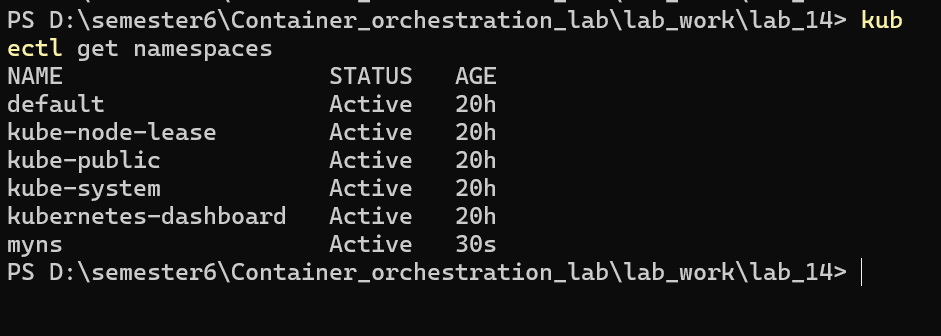 PS D:\semester6\Container_orchestration_lab\lab_work\lab_14> kub
ectl get namespaces
NAME                   STATUS   AGE
default                Active   20h
kube-node-lease        Active   20h
kube-public            Active   20h
kube-system            Active   20h
kubernetes-dashboard   Active   20h
myns                   Active   30s
PS D:\semester6\Container_orchestration_lab\lab_work\lab_14>